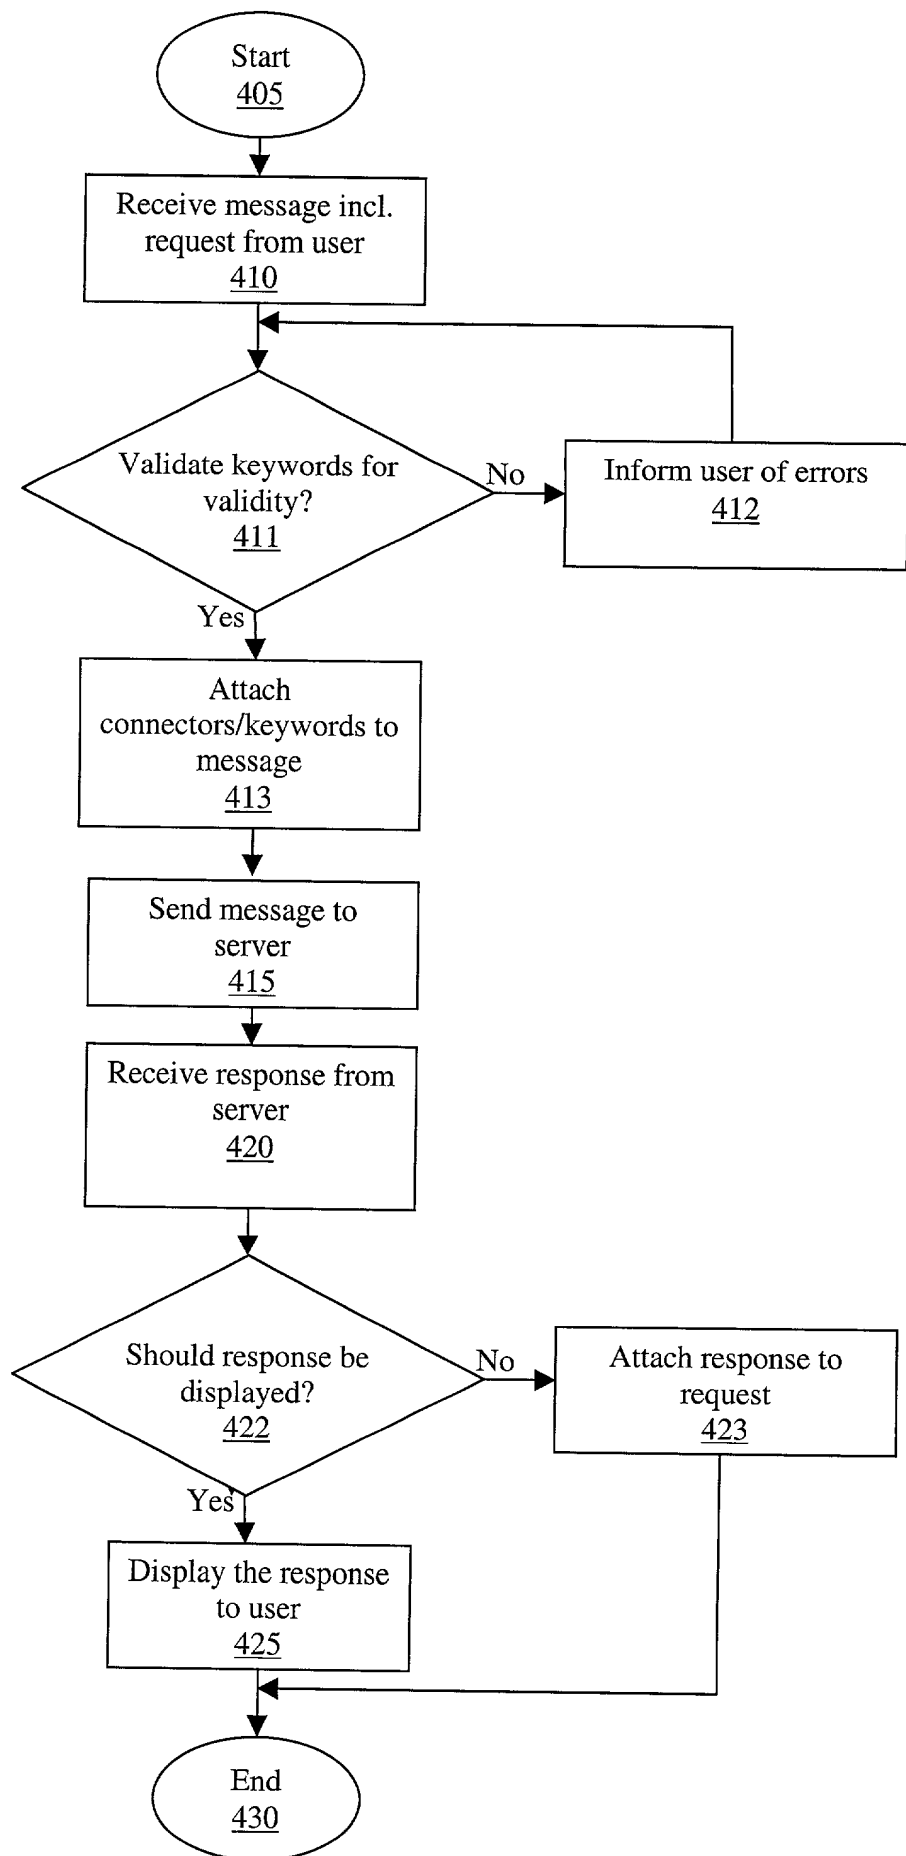 Start
405
Receive message incl.
request from user
410
Validate keywords for
validity?
411
No
Inform user of errors
412
Yes
Attach
connectors/keywords to
message
413
Send message to
server
415
Receive response from
server
420
Should response be
displayed?
422
No
Attach response to
request
423
Yes
Display the response
to user
425
End
430